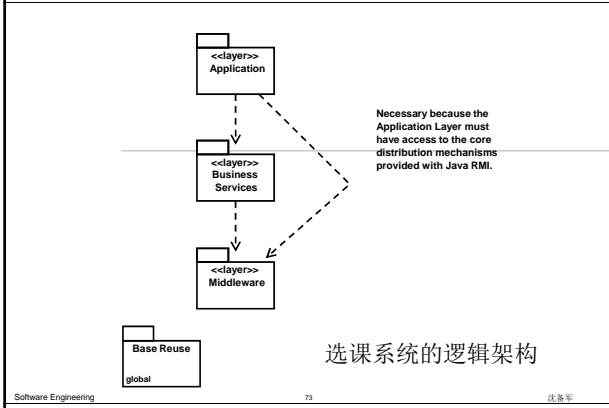 <<layer>>
Application
Necessary because the
Application Layer must
have access to the core
distribution mechanisms
provided with Java RMI.
<<layer>>
Business
Services
<<layer>>
Middleware
Base Reuse
global
选课系统的逻辑架构
Software Engineering
73
沈备军